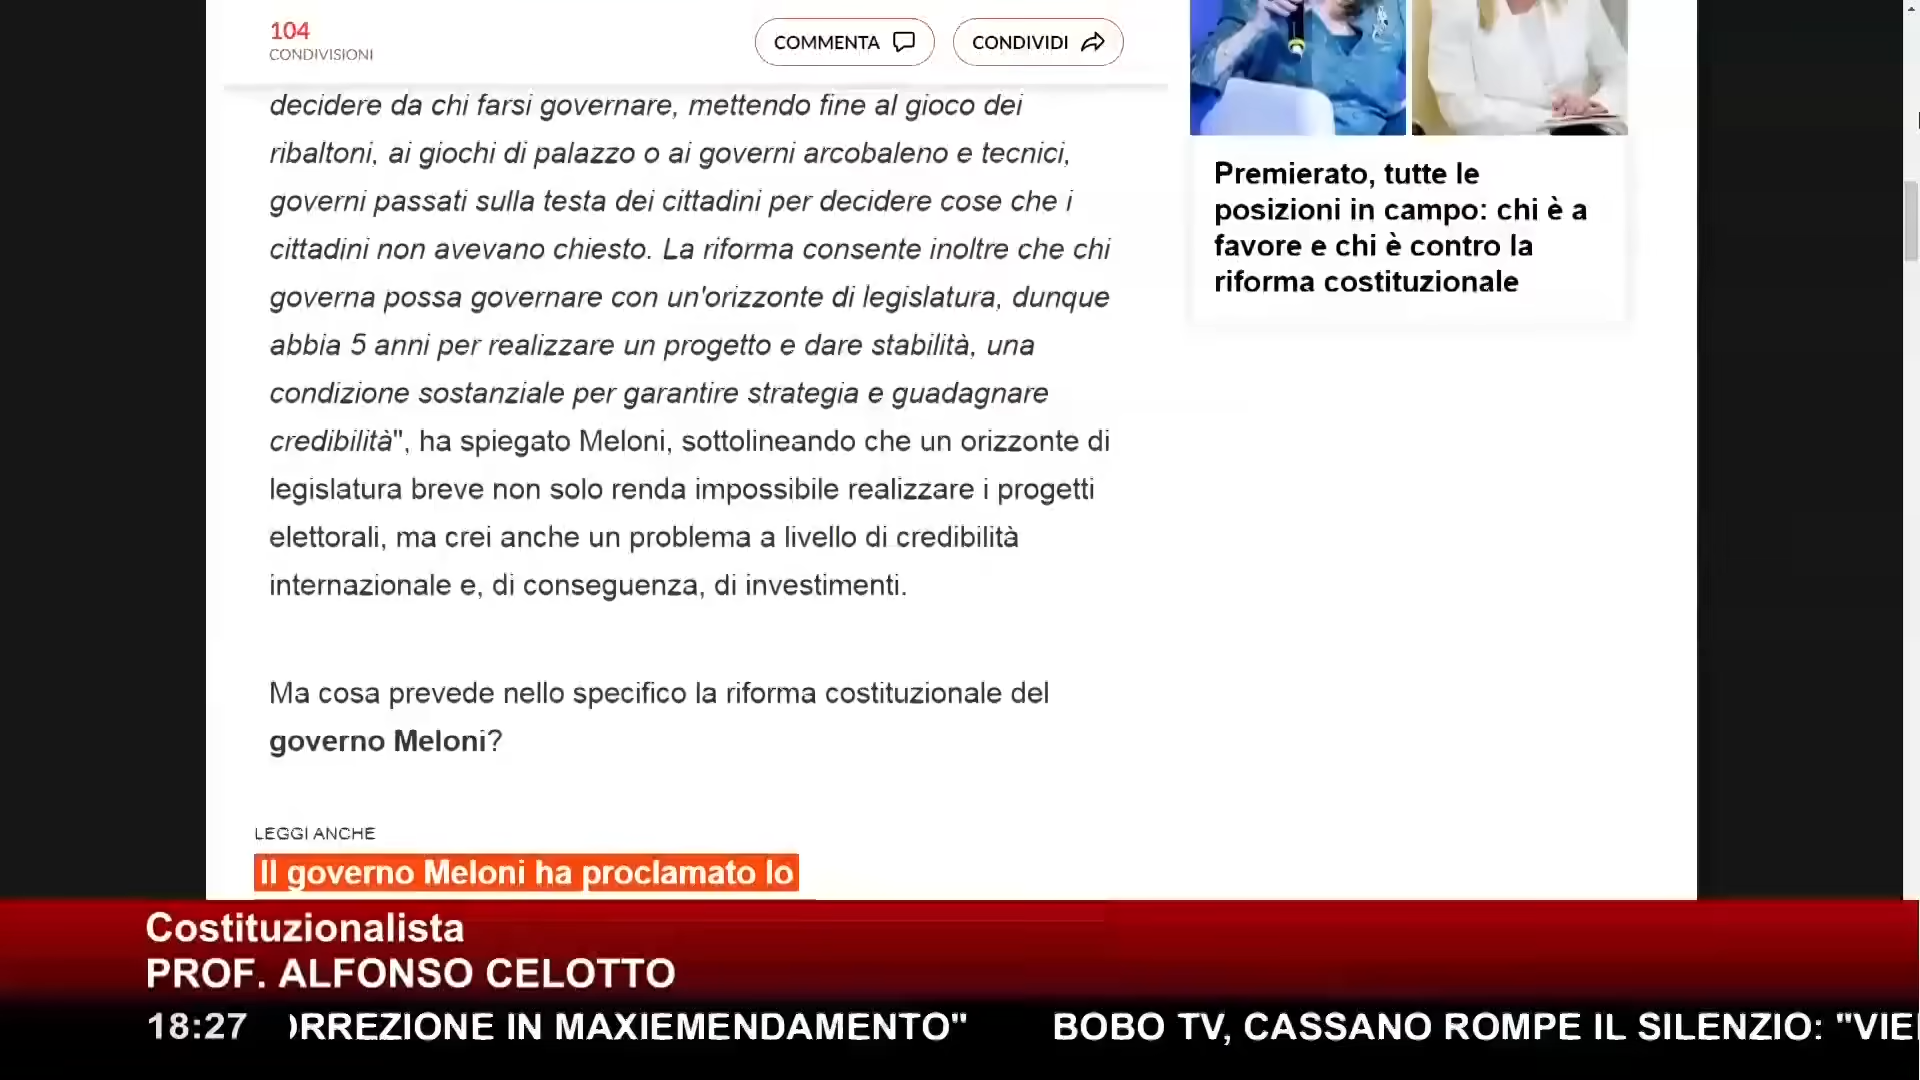 104
CONDIVISIONI
COMMENTA
CONDIVIDI
decidere da chi farsi governare, mettendo fine al gioco dei
ribaltoni, ai giochi di palazzo o ai governi arcobaleno e tecnici,
governi passati sulla testa dei cittadini per decidere cose che i
cittadini non avevano chiesto. La riforma consente inoltre che chi
governa possa governare con un'orizzonte di legislatura, dunque
abbia 5 anni per realizzare un progetto e dare stabilità, una
condizione sostanziale per garantire strategia e guadagnare
credibilità", ha spiegato Meloni, sottolineando che un orizzonte di
legislatura breve non solo renda impossibile realizzare i progetti
elettorali, ma crei anche un problema a livello di credibilità
internazionale e, di conseguenza, di investimenti.
Ma cosa prevede nello specifico la riforma costituzionale del
governo Meloni?
LEGGI ANCHE
Il governo Meloni ha proclamato lo
Premierato, tutte le
posizioni in campo: chi è a
favore e chi è contro la
riforma costituzionale
Costituzionalista
PROF. ALFONSO CELOTTO
18:27 ORREZIONE IN MAXIEMENDAMENTO" BOBO TV, CASSANO ROMPE IL SILENZIO: "VIE